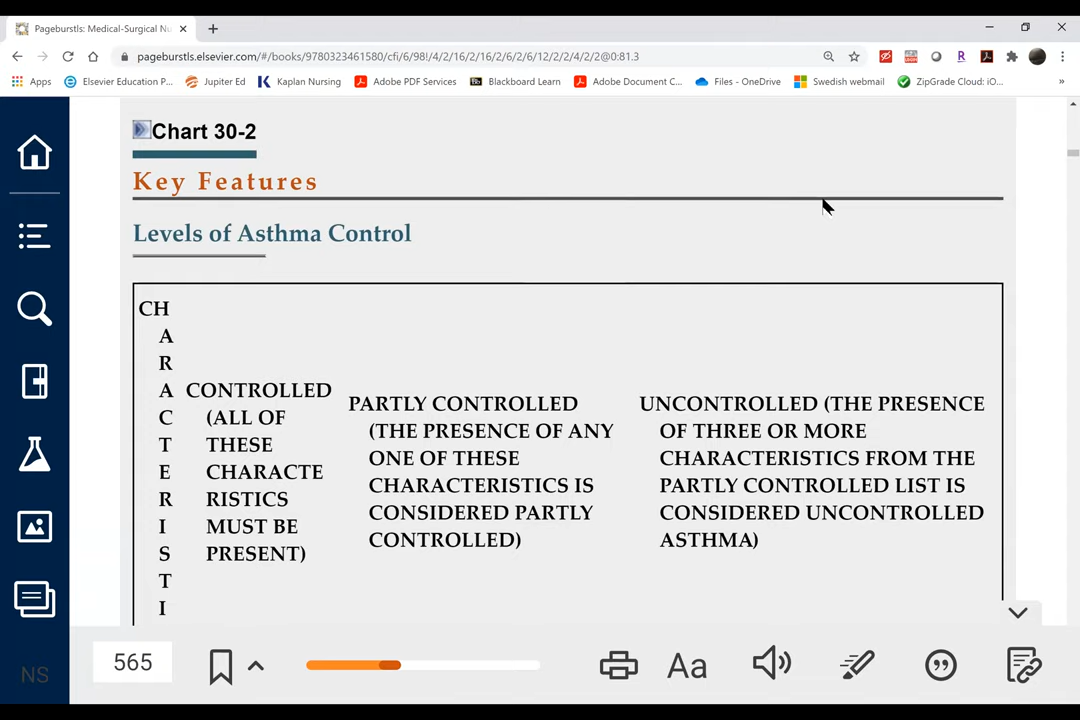 Pageburstls: Medical-Surgical Nu
pageburstls.elsevier.com/#/books/9780323461580/cfi/6/98!/4/2/16/2/16/2/6/2/6/12/2/2/4/2/2@0:81.3
Apps Elsevier Education P... Jupiter Ed Kaplan Nursing Adobe PDF Services Bb Blackboard Learn Adobe Document C... Files - OneDrive Swedish webmail ZipGrade Cloud: iO... »
Chart 30-2
Key Features
Levels of Asthma Control
CH
A
R
A
C
T
E
R
I
S
T
I
CONTROLLED
(ALL OF
THESE
CHARACTE
RISTICS
MUST BE
PRESENT)
PARTLY CONTROLLED
(THE PRESENCE OF ANY
ONE OF THESE
CHARACTERISTICS IS
CONSIDERED PARTLY
CONTROLLED)
UNCONTROLLED (THE PRESENCE
OF THREE OR MORE
CHARACTERISTICS FROM THE
PARTLY CONTROLLED LIST IS
CONSIDERED UNCONTROLLED
ASTHMA)
NS
565
Aa